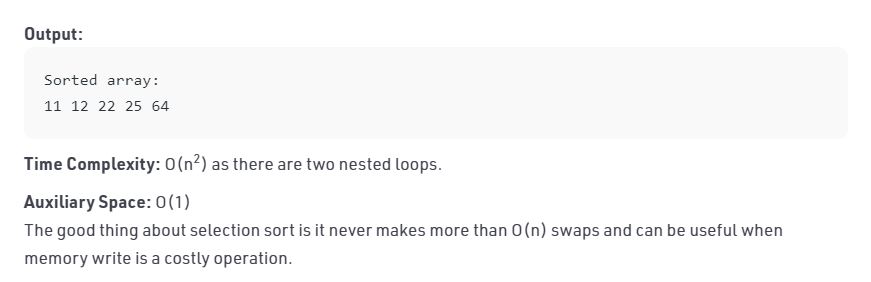 Output:
Sorted array:
11 12 22 25 64
Time Complexity: O(n²) as there are two nested loops.
Auxiliary Space: O(1)
The good thing about selection sort is it never makes more than O(n) swaps and can be useful when
memory write is a costly operation.